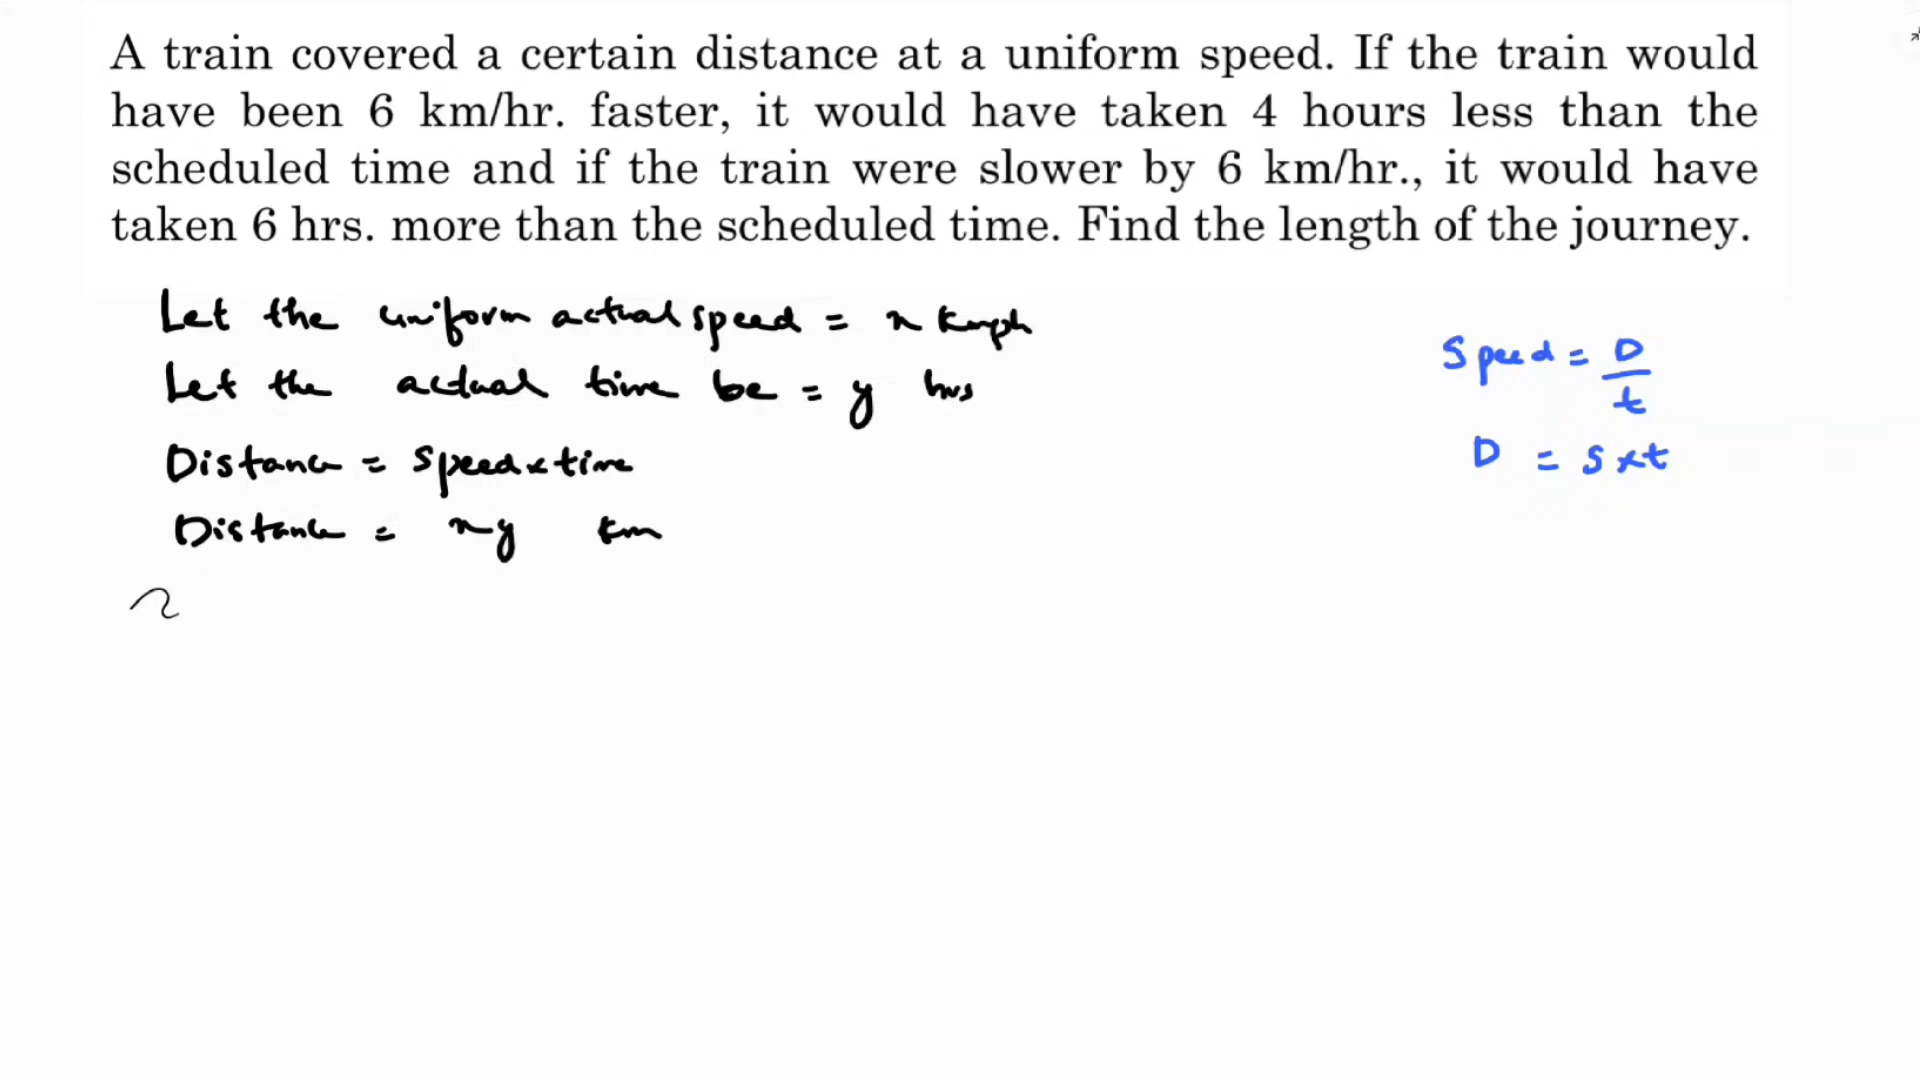 A train covered a certain distance at a uniform speed. If the train would
have been 6 km/hr. faster, it would have taken 4 hours less than the
scheduled time and if the train were slower by 6 km/hr., it would have
taken 6 hrs. more than the scheduled time. Find the length of the journey.
Let the uniform actual speed = x kmph
Let the actual time be = y hrs
Distance = speed x time
Distance = xy km
Speed = D/t
D = s x t